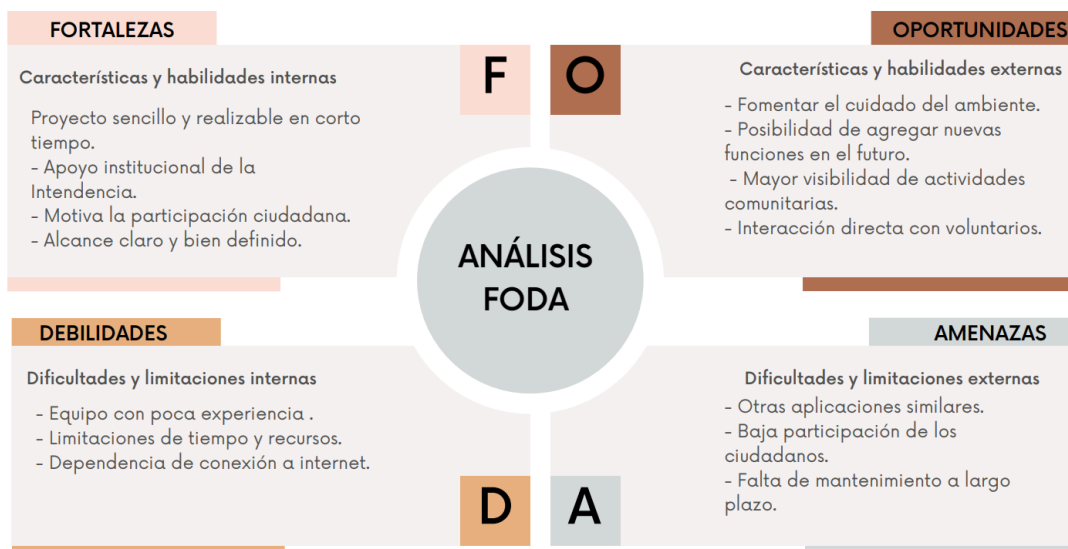 FORTALEZAS
Características y habilidades internas
Proyecto sencillo y realizable en corto
tiempo.
- Apoyo institucional de la
Intendencia.
- Motiva la participación ciudadana.
- Alcance claro y bien definido.
F
O
OPORTUNIDADES
Características y habilidades externas
- Fomentar el cuidado del ambiente.
- Posibilidad de agregar nuevas
funciones en el futuro.
- Mayor visibilidad de actividades
comunitarias.
- Interacción directa con voluntarios.
ANÁLISIS
FODA
DEBILIDADES
Dificultades y limitaciones internas
- Equipo con poca experiencia .
- Limitaciones de tiempo y recursos.
- Dependencia de conexión a internet.
D
A
AMENAZAS
Dificultades y limitaciones externas
- Otras aplicaciones similares.
- Baja participación de los
ciudadanos.
- Falta de mantenimiento a largo
plazo.